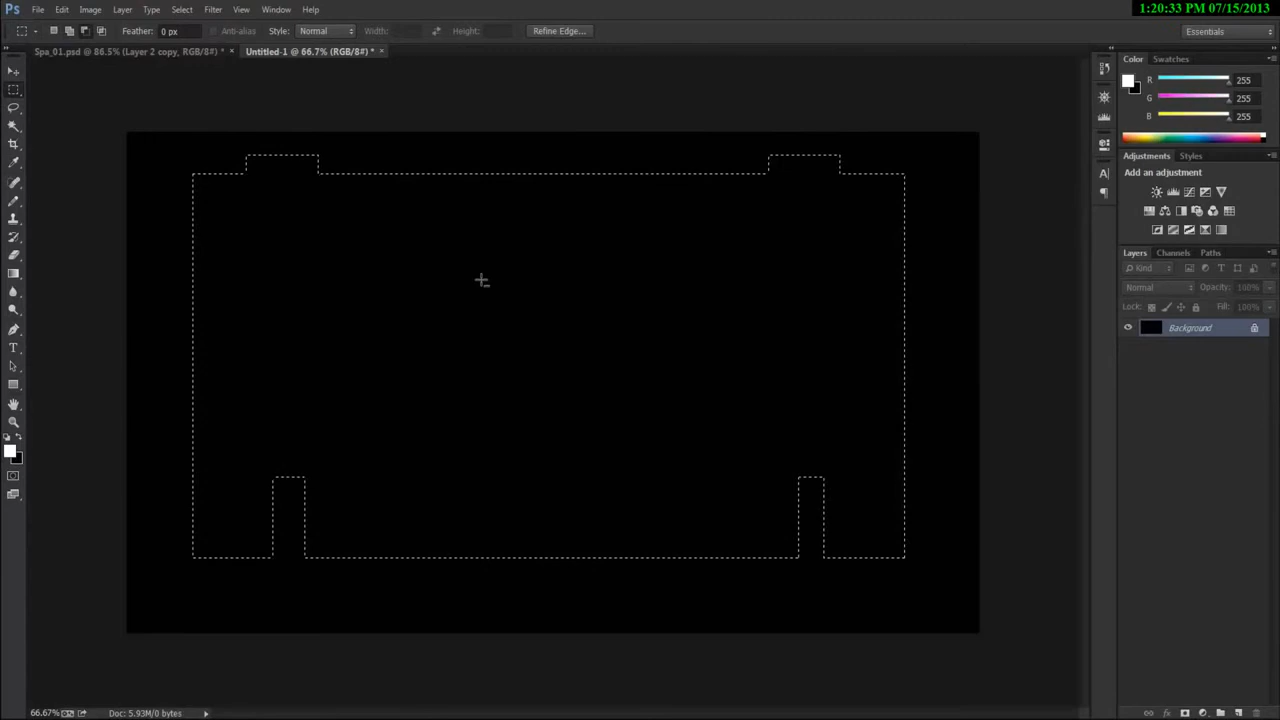 Ps File Edit Image Layer Type Select Filter View Window Help
1:20:33 PM 07/15/2013
Feather: 0 px Anti-alias Style: Normal Width: Height: Refine Edge... Essentials
Spa_01.psd @ 86.5% (Layer 2 copy, RGB/8#) * × Untitled-1 @ 66.7% (RGB/8#) * ×
Color Swatches
R 255
G 255
B 255
Adjustments Styles
Add an adjustment
Layers Channels Paths
Kind
Normal Opacity: 100%
Lock: Fill: 100%
Background
66.67% Doc: 5.93M/0 bytes